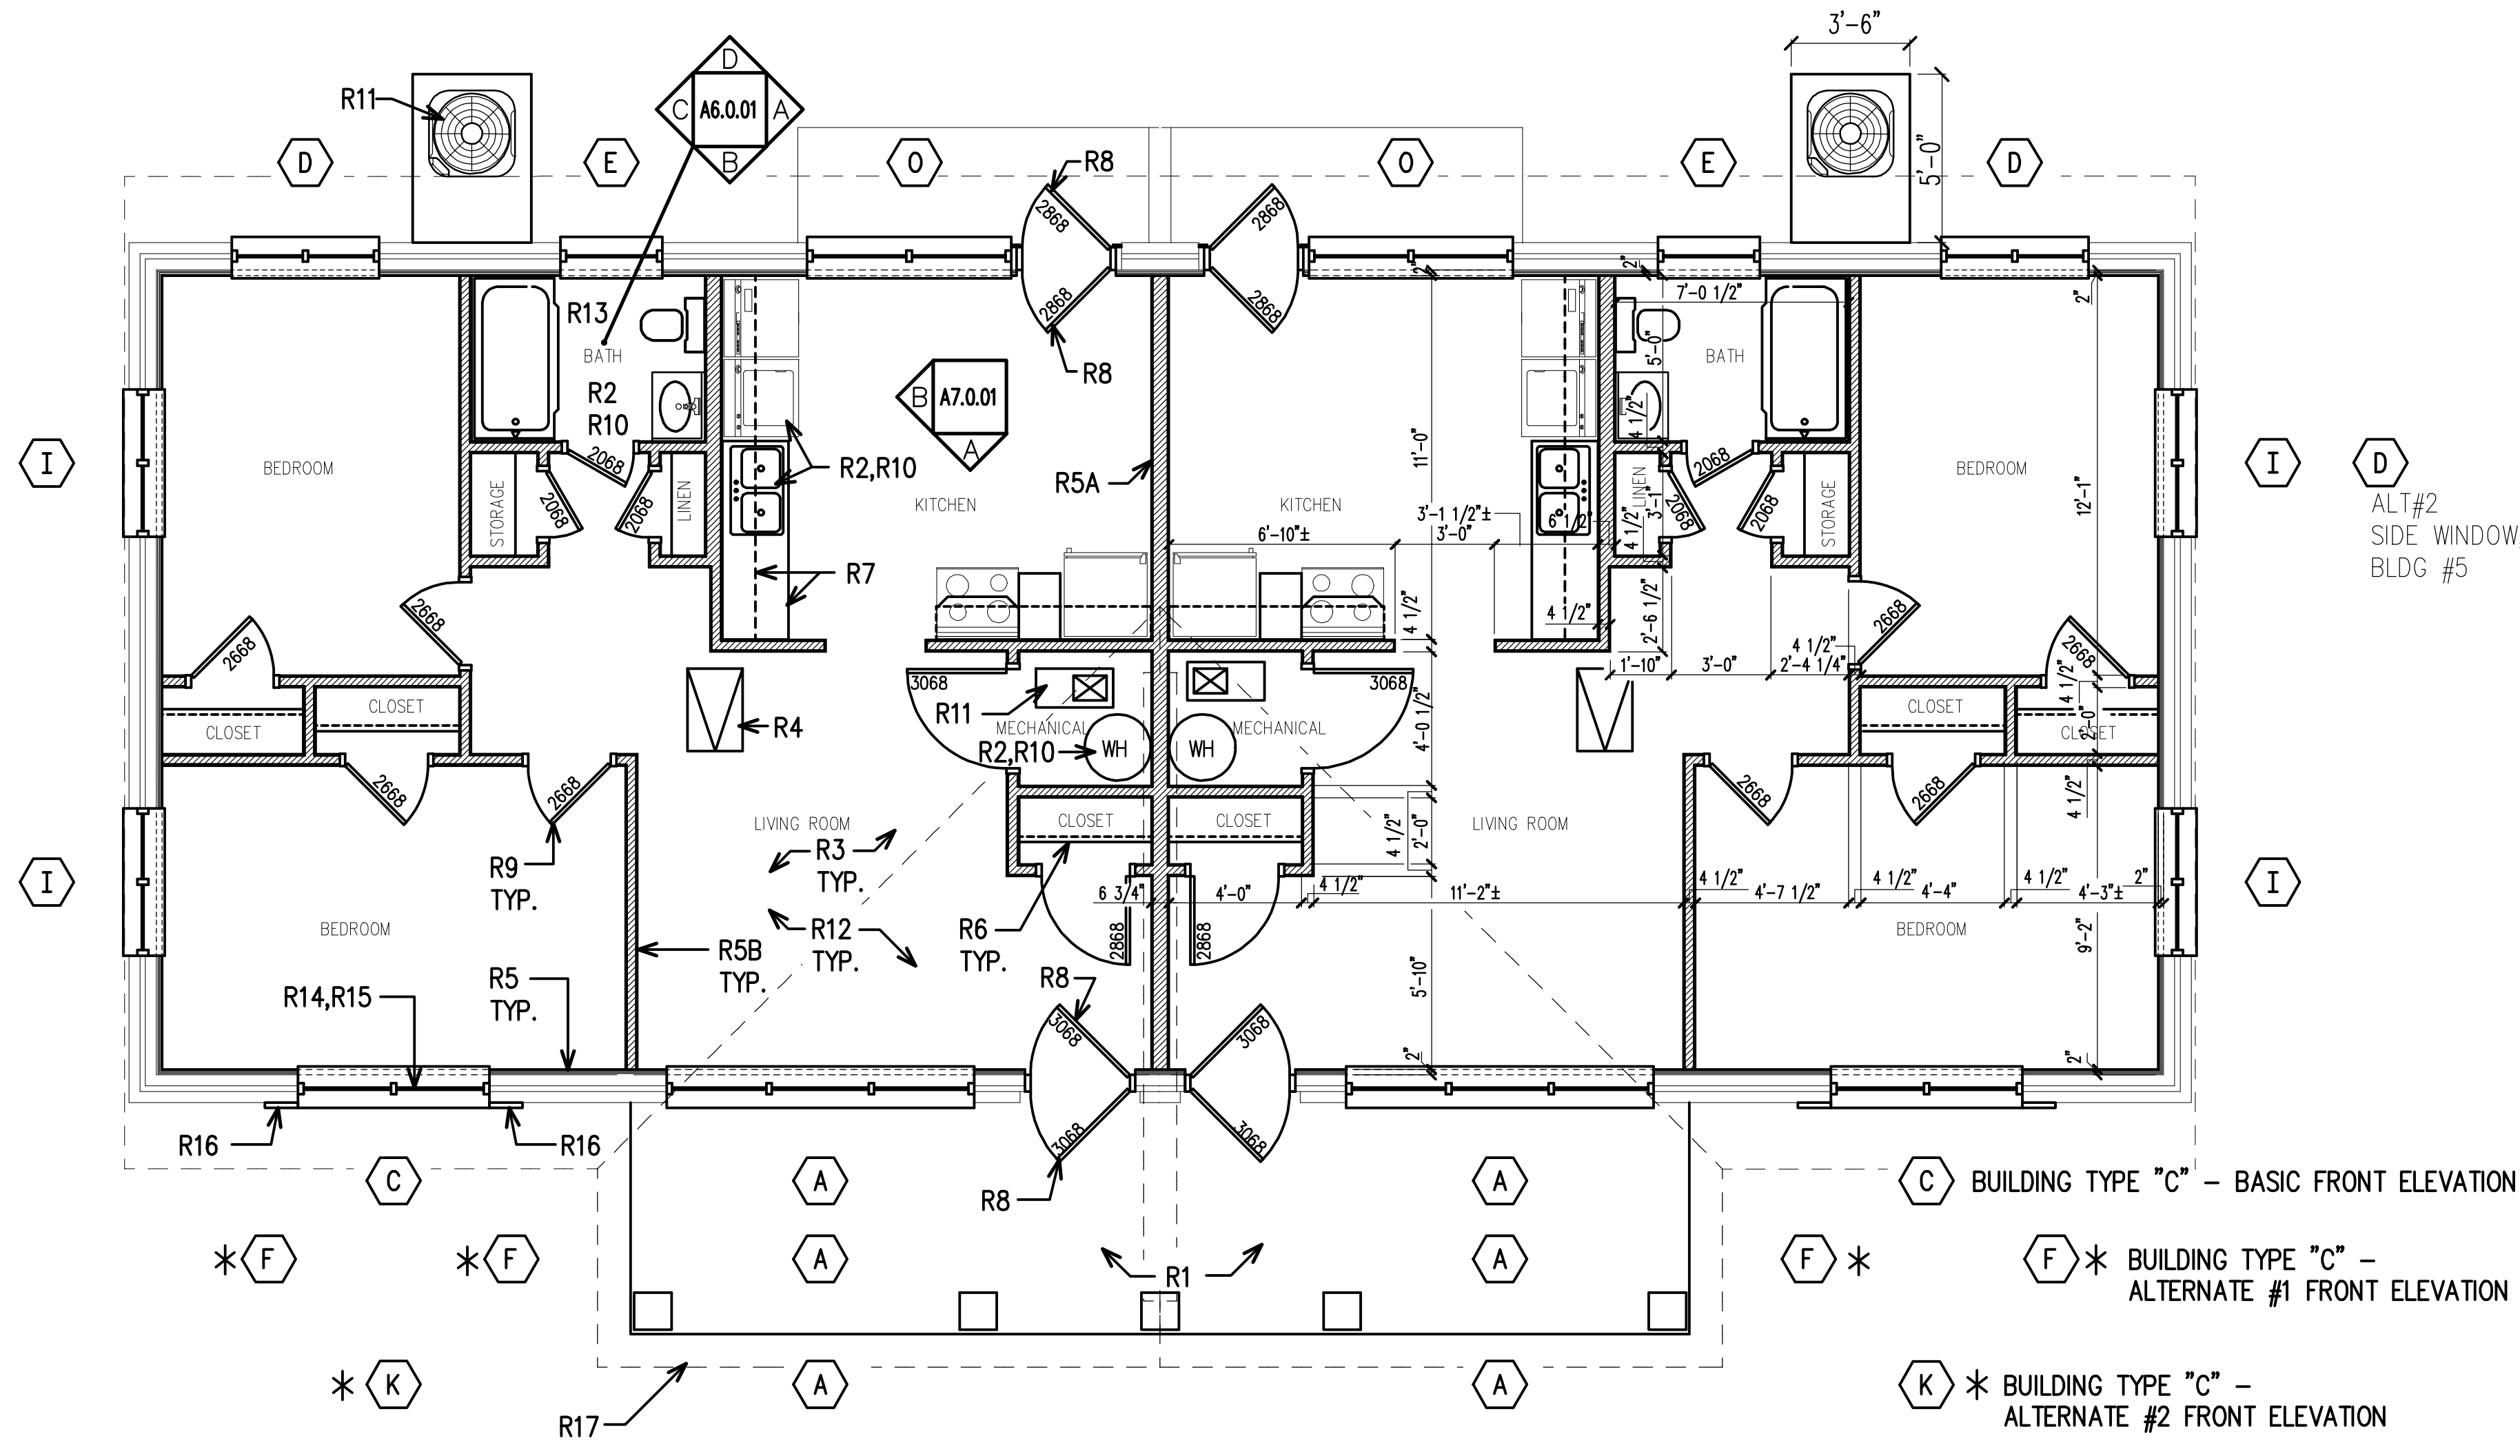 3'-6"
D
R11
C
A6.0.01
A
B
5'-0"
D
E
O
R8
O
E
D
2868
2868
2868
2868
R8
2"
2"
2"
7'-0 1/2"
R13
BATH
R2
R10
5'-0"
BATH
B
A7.0.01
A
4 1/2"
I
BEDROOM
2068
R2,R10
R5A
11'-0"
2068
BEDROOM
I
D
ALT#2
SIDE WINDOW,
BLDG #5
STORAGE
2068
2068
LINEN
KITCHEN
KITCHEN
3'-1 1/2"±
6 1/2"
LINEN
3'-1"
4 1/2"
2068
2068
STORAGE
12'-1"
6'-10"±
3'-0"
R7
4 1/2"
4 1/2"
2'-6 1/2"
2668
2668
2668
4 1/2"
2668
1'-10"
3'-0"
2'-4 1/4"
3068
3068
4 1/2"
CLOSET
CLOSET
R4
R11
MECHANICAL
MECHANICAL
R2,R10
WH
WH
4'-0 1/2"
CLOSET
2'-0"
CLOSET
2668
2668
2668
2668
4 1/2"
LIVING ROOM
CLOSET
CLOSET
4 1/2"
2'-0"
LIVING ROOM
R9
TYP.
R3
TYP.
I
I
6 3/4"
4'-0"
4 1/2"
11'-2"±
4 1/2"
4'-7 1/2"
4 1/2"
4'-4"
4 1/2"
4'-3"±
2"
BEDROOM
R12
TYP.
R6
TYP.
2868
2868
BEDROOM
9'-2"
R5B
TYP.
R5
TYP.
R14,R15
R8
5'-10"
3068
3068
2"
2"
R16
R16
3068
3068
C
A
R8
A
C
BUILDING TYPE "C" – BASIC FRONT ELEVATION
* F
* F
A
R1
A
F *
F * BUILDING TYPE "C" –
ALTERNATE #1 FRONT ELEVATION
* K
A
A
K * BUILDING TYPE "C" –
ALTERNATE #2 FRONT ELEVATION
R17